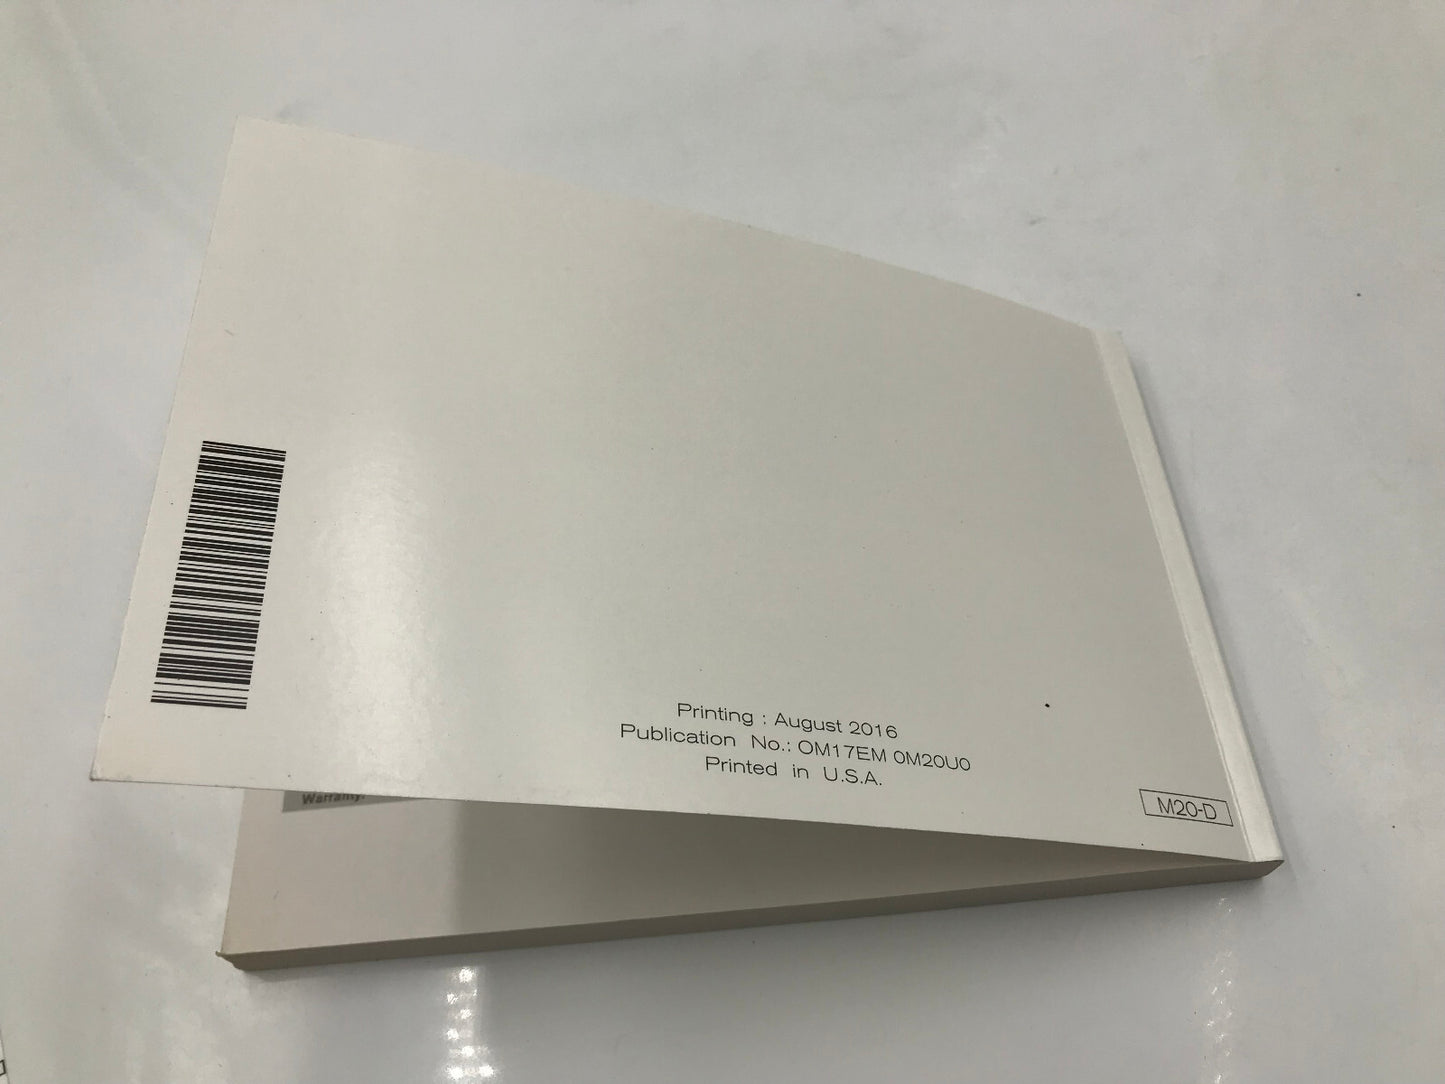 Printing : August 2016
Publication No.: OM17EM 0M20U0
Printed in U.S.A.
M20-D
Warranty.